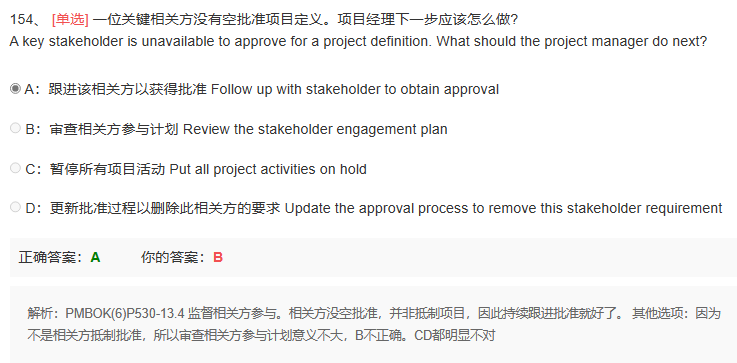 154、 [单选] 一位关键相关方没有空批准项目定义。项目经理下一步应该怎么做?
A key stakeholder is unavailable to approve for a project definition. What should the project manager do next?
A：跟进该相关方以获得批准 Follow up with stakeholder to obtain approval
B：审查相关方参与计划 Review the stakeholder engagement plan
C：暂停所有项目活动 Put all project activities on hold
D：更新批准过程以删除此相关方的要求 Update the approval process to remove this stakeholder requirement
正确答案：A 你的答案：B
解析：PMBOK(6)P530-13.4 监督相关方参与。相关方没空批准，并非抵制项目，因此持续跟进批准就好了。 其他选项：因为
不是相关方抵制批准，所以审查相关方参与计划意义不大，B不正确。CD都明显不对